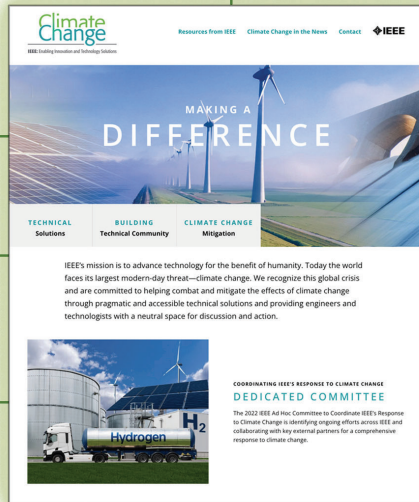 Climate
Change
IEEE: Enabling Innovation and Technology Solutions
Resources from IEEE Climate Change in the News Contact IEEE
MAKING A
DIFFERENCE
TECHNICAL
Solutions
BUILDING
Technical Community
CLIMATE CHANGE
Mitigation
IEEE's mission is to advance technology for the benefit of humanity. Today the world
faces its largest modern-day threat—climate change. We recognize this global crisis
and are committed to helping combat and mitigate the effects of climate change
through pragmatic and accessible technical solutions and providing engineers and
technologists with a neutral space for discussion and action.
Hydrogen
H2
COORDINATING IEEE'S RESPONSE TO CLIMATE CHANGE
DEDICATED COMMITTEE
The 2022 IEEE Ad Hoc Committee to Coordinate IEEE's Response
to Climate Change is identifying ongoing efforts across IEEE and
collaborating with key external partners for a comprehensive
response to climate change.